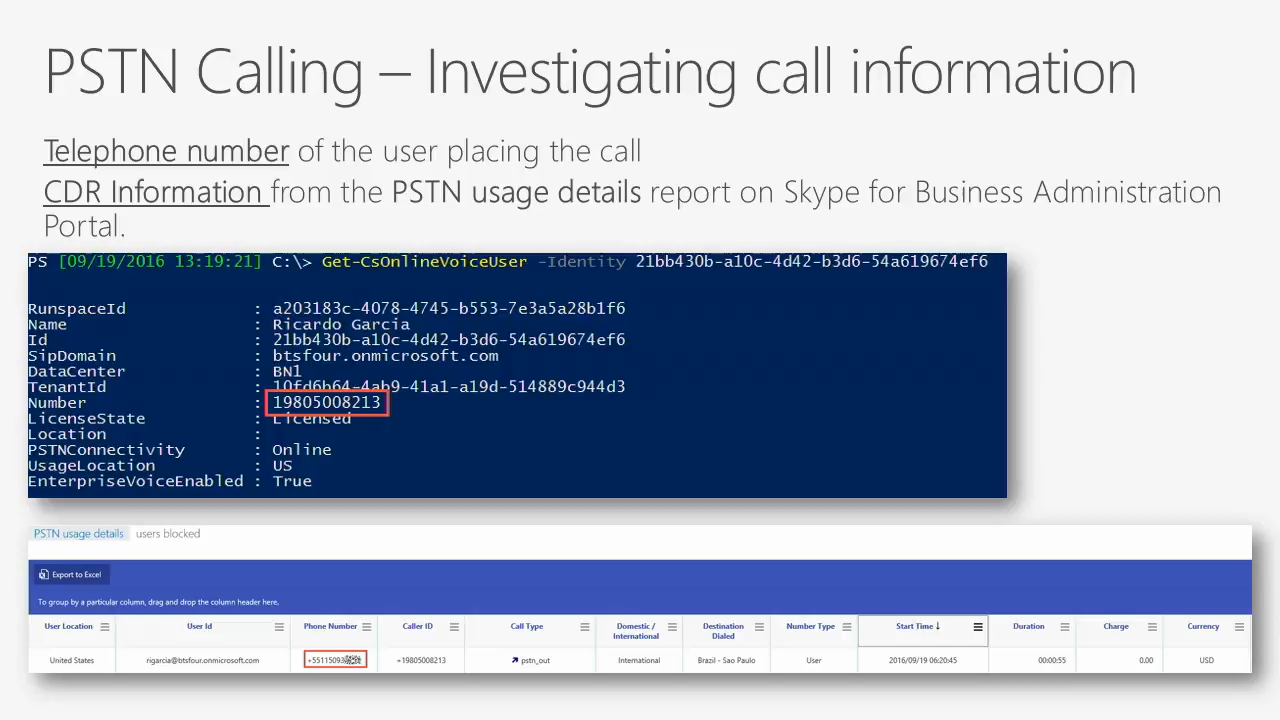 PSTN Calling – Investigating call information
Telephone number of the user placing the call
CDR Information from the PSTN usage details report on Skype for Business Administration
Portal.
PS [09/19/2016 13:19:21] C:\> Get-CsOnlineVoiceUser -Identity 21bb430b-a10c-4d42-b3d6-54a619674ef6
RunspaceId : a203183c-4078-4745-b553-7e3a5a28b1f6
Name : Ricardo Garcia
Id : 21bb430b-a10c-4d42-b3d6-54a619674ef6
SipDomain : btsfour.onmicrosoft.com
DataCenter : BN1
TenantId : 10fd6b64-4ab9-41a1-a19d-514889c944d3
Number : 19805008213
LicenseState : Licensed
Location :
PSTNConnectivity : Online
UsageLocation : US
EnterpriseVoiceEnabled : True
PSTN usage details users blocked
Export to Excel
To group by a particular column, drag and drop the column header here.
User Location User Id Phone Number Caller ID Call Type Domestic / International Destination Dialed Number Type Start Time ↓ Duration Charge Currency
United States rigarcia@btsfour.onmicrosoft.com +55115093 +19805008213 pstn_out International Brazil - Sao Paulo User 2016/09/19 06:20:45 00:00:55 0.00 USD